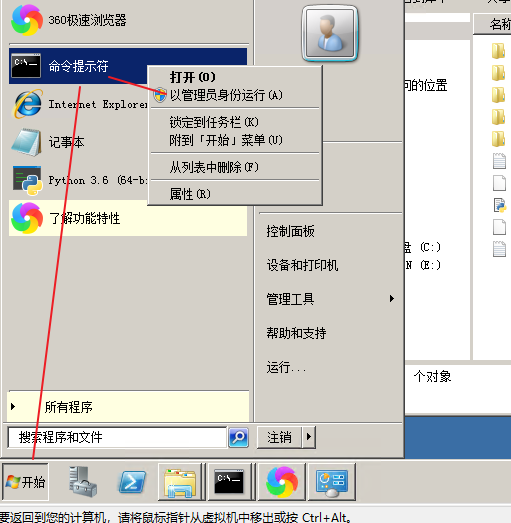 360极速浏览器
命令提示符
Internet Explorer
记事本
Python 3.6 (64-bi
了解功能特性
所有程序
搜索程序和文件
开始
打开(O)
以管理员身份运行(A)
锁定到任务栏(K)
附到「开始」菜单(U)
从列表中删除(F)
属性(R)
控制面板
设备和打印机
管理工具
帮助和支持
运行...
注销
名称
问的位置
盘 (C:)
N (E:)
个对象
要返回到您的计算机，请将鼠标指针从虚拟机中移出或按 Ctrl+Alt。